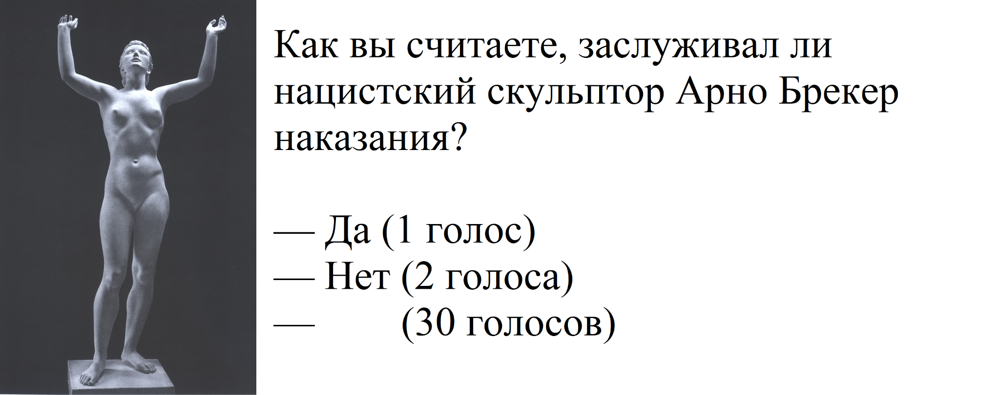 Как вы считаете, заслуживал ли
нацистский скульптор Арно Брекер
наказания?
— Да (1 голос)
— Нет (2 голоса)
— (30 голосов)